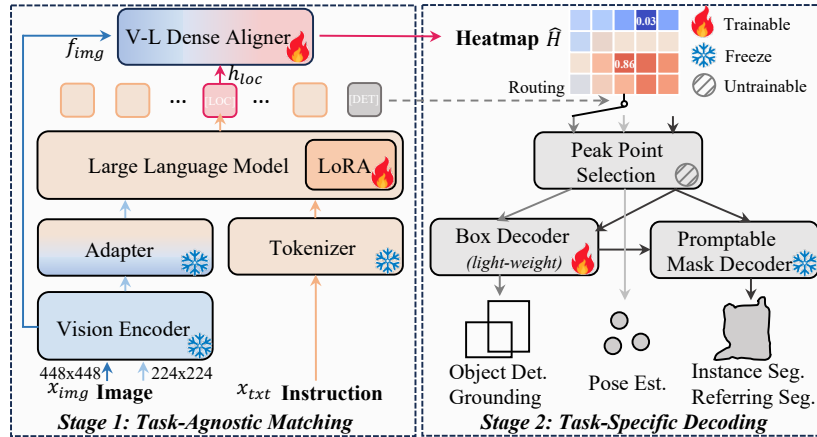 f_img
V-L Dense Aligner
h_loc
[LOC]
[DET]
...
...
Large Language Model
LoRA
Adapter
Tokenizer
Vision Encoder
448x448
224x224
x_img Image
x_txt Instruction
Stage 1: Task-Agnostic Matching
Heatmap Ĥ
0.03
0.86
Trainable
Freeze
Untrainable
Routing
Peak Point
Selection
Box Decoder
(light-weight)
Promptable
Mask Decoder
Object Det.
Grounding
Pose Est.
Instance Seg.
Referring Seg.
Stage 2: Task-Specific Decoding